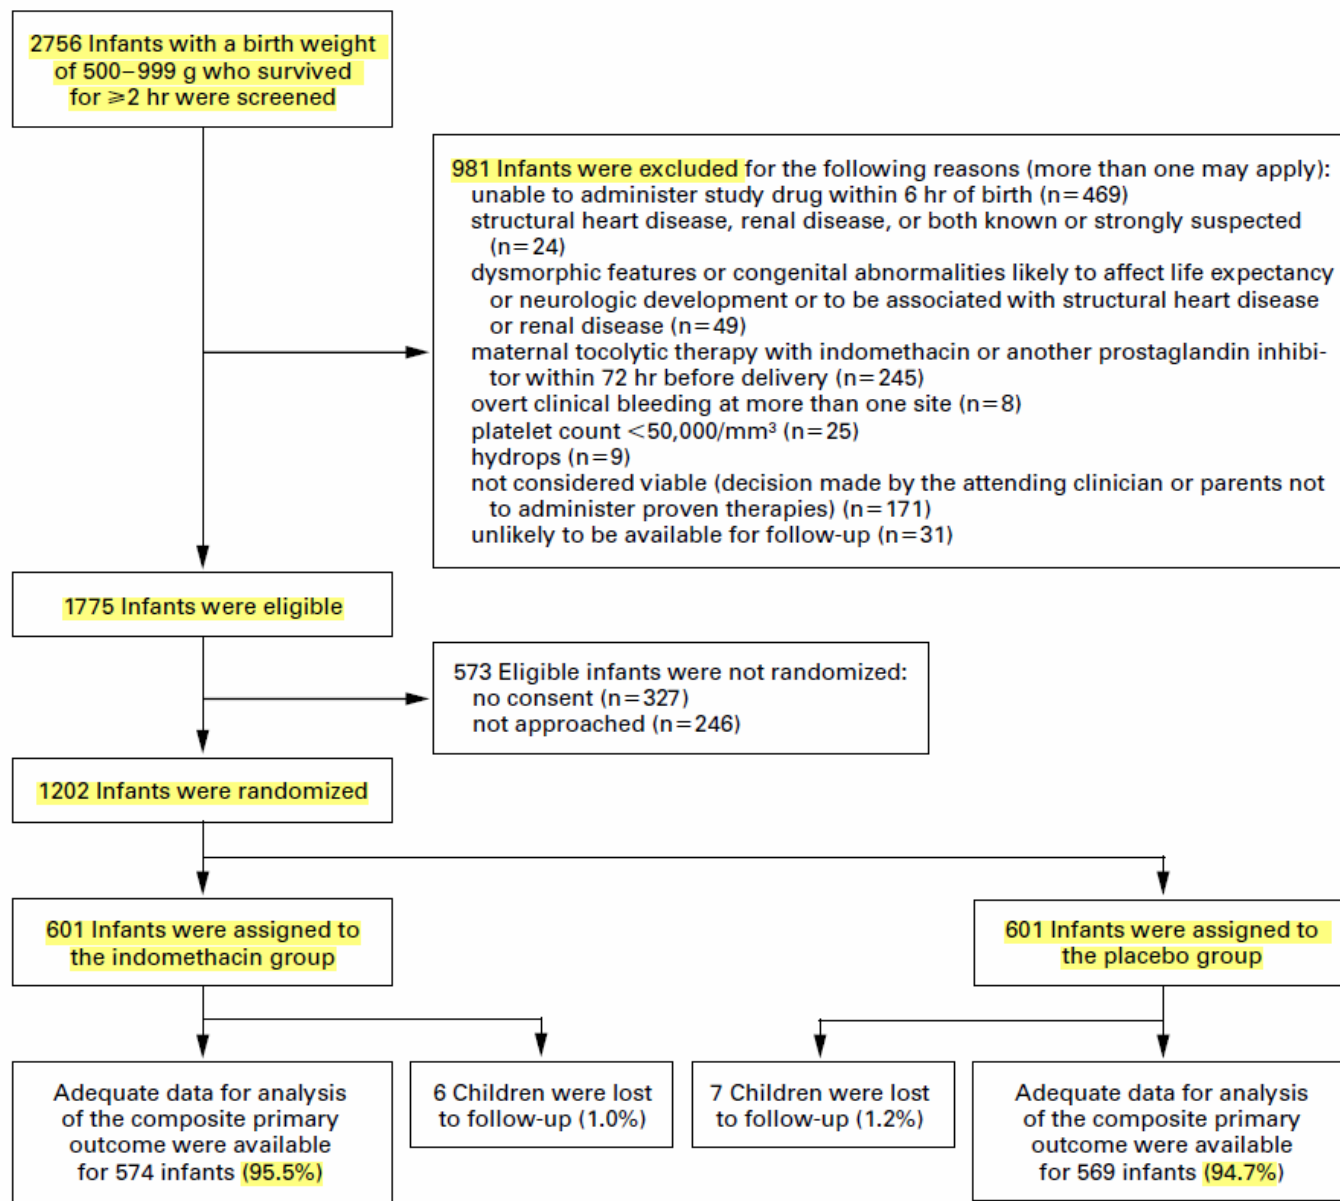 2756 Infants with a birth weight
of 500–999 g who survived
for ⩾2 hr were screened
981 Infants were excluded for the following reasons (more than one may apply):
unable to administer study drug within 6 hr of birth (n=469)
structural heart disease, renal disease, or both known or strongly suspected
(n=24)
dysmorphic features or congenital abnormalities likely to affect life expectancy
or neurologic development or to be associated with structural heart disease
or renal disease (n=49)
maternal tocolytic therapy with indomethacin or another prostaglandin inhibi-
tor within 72 hr before delivery (n=245)
overt clinical bleeding at more than one site (n=8)
platelet count <50,000/mm³ (n=25)
hydrops (n=9)
not considered viable (decision made by the attending clinician or parents not
to administer proven therapies) (n=171)
unlikely to be available for follow-up (n=31)
1775 Infants were eligible
573 Eligible infants were not randomized:
no consent (n=327)
not approached (n=246)
1202 Infants were randomized
601 Infants were assigned to
the indomethacin group
601 Infants were assigned to
the placebo group
Adequate data for analysis
of the composite primary
outcome were available
for 574 infants (95.5%)
6 Children were lost
to follow-up (1.0%)
7 Children were lost
to follow-up (1.2%)
Adequate data for analysis
of the composite primary
outcome were available
for 569 infants (94.7%)